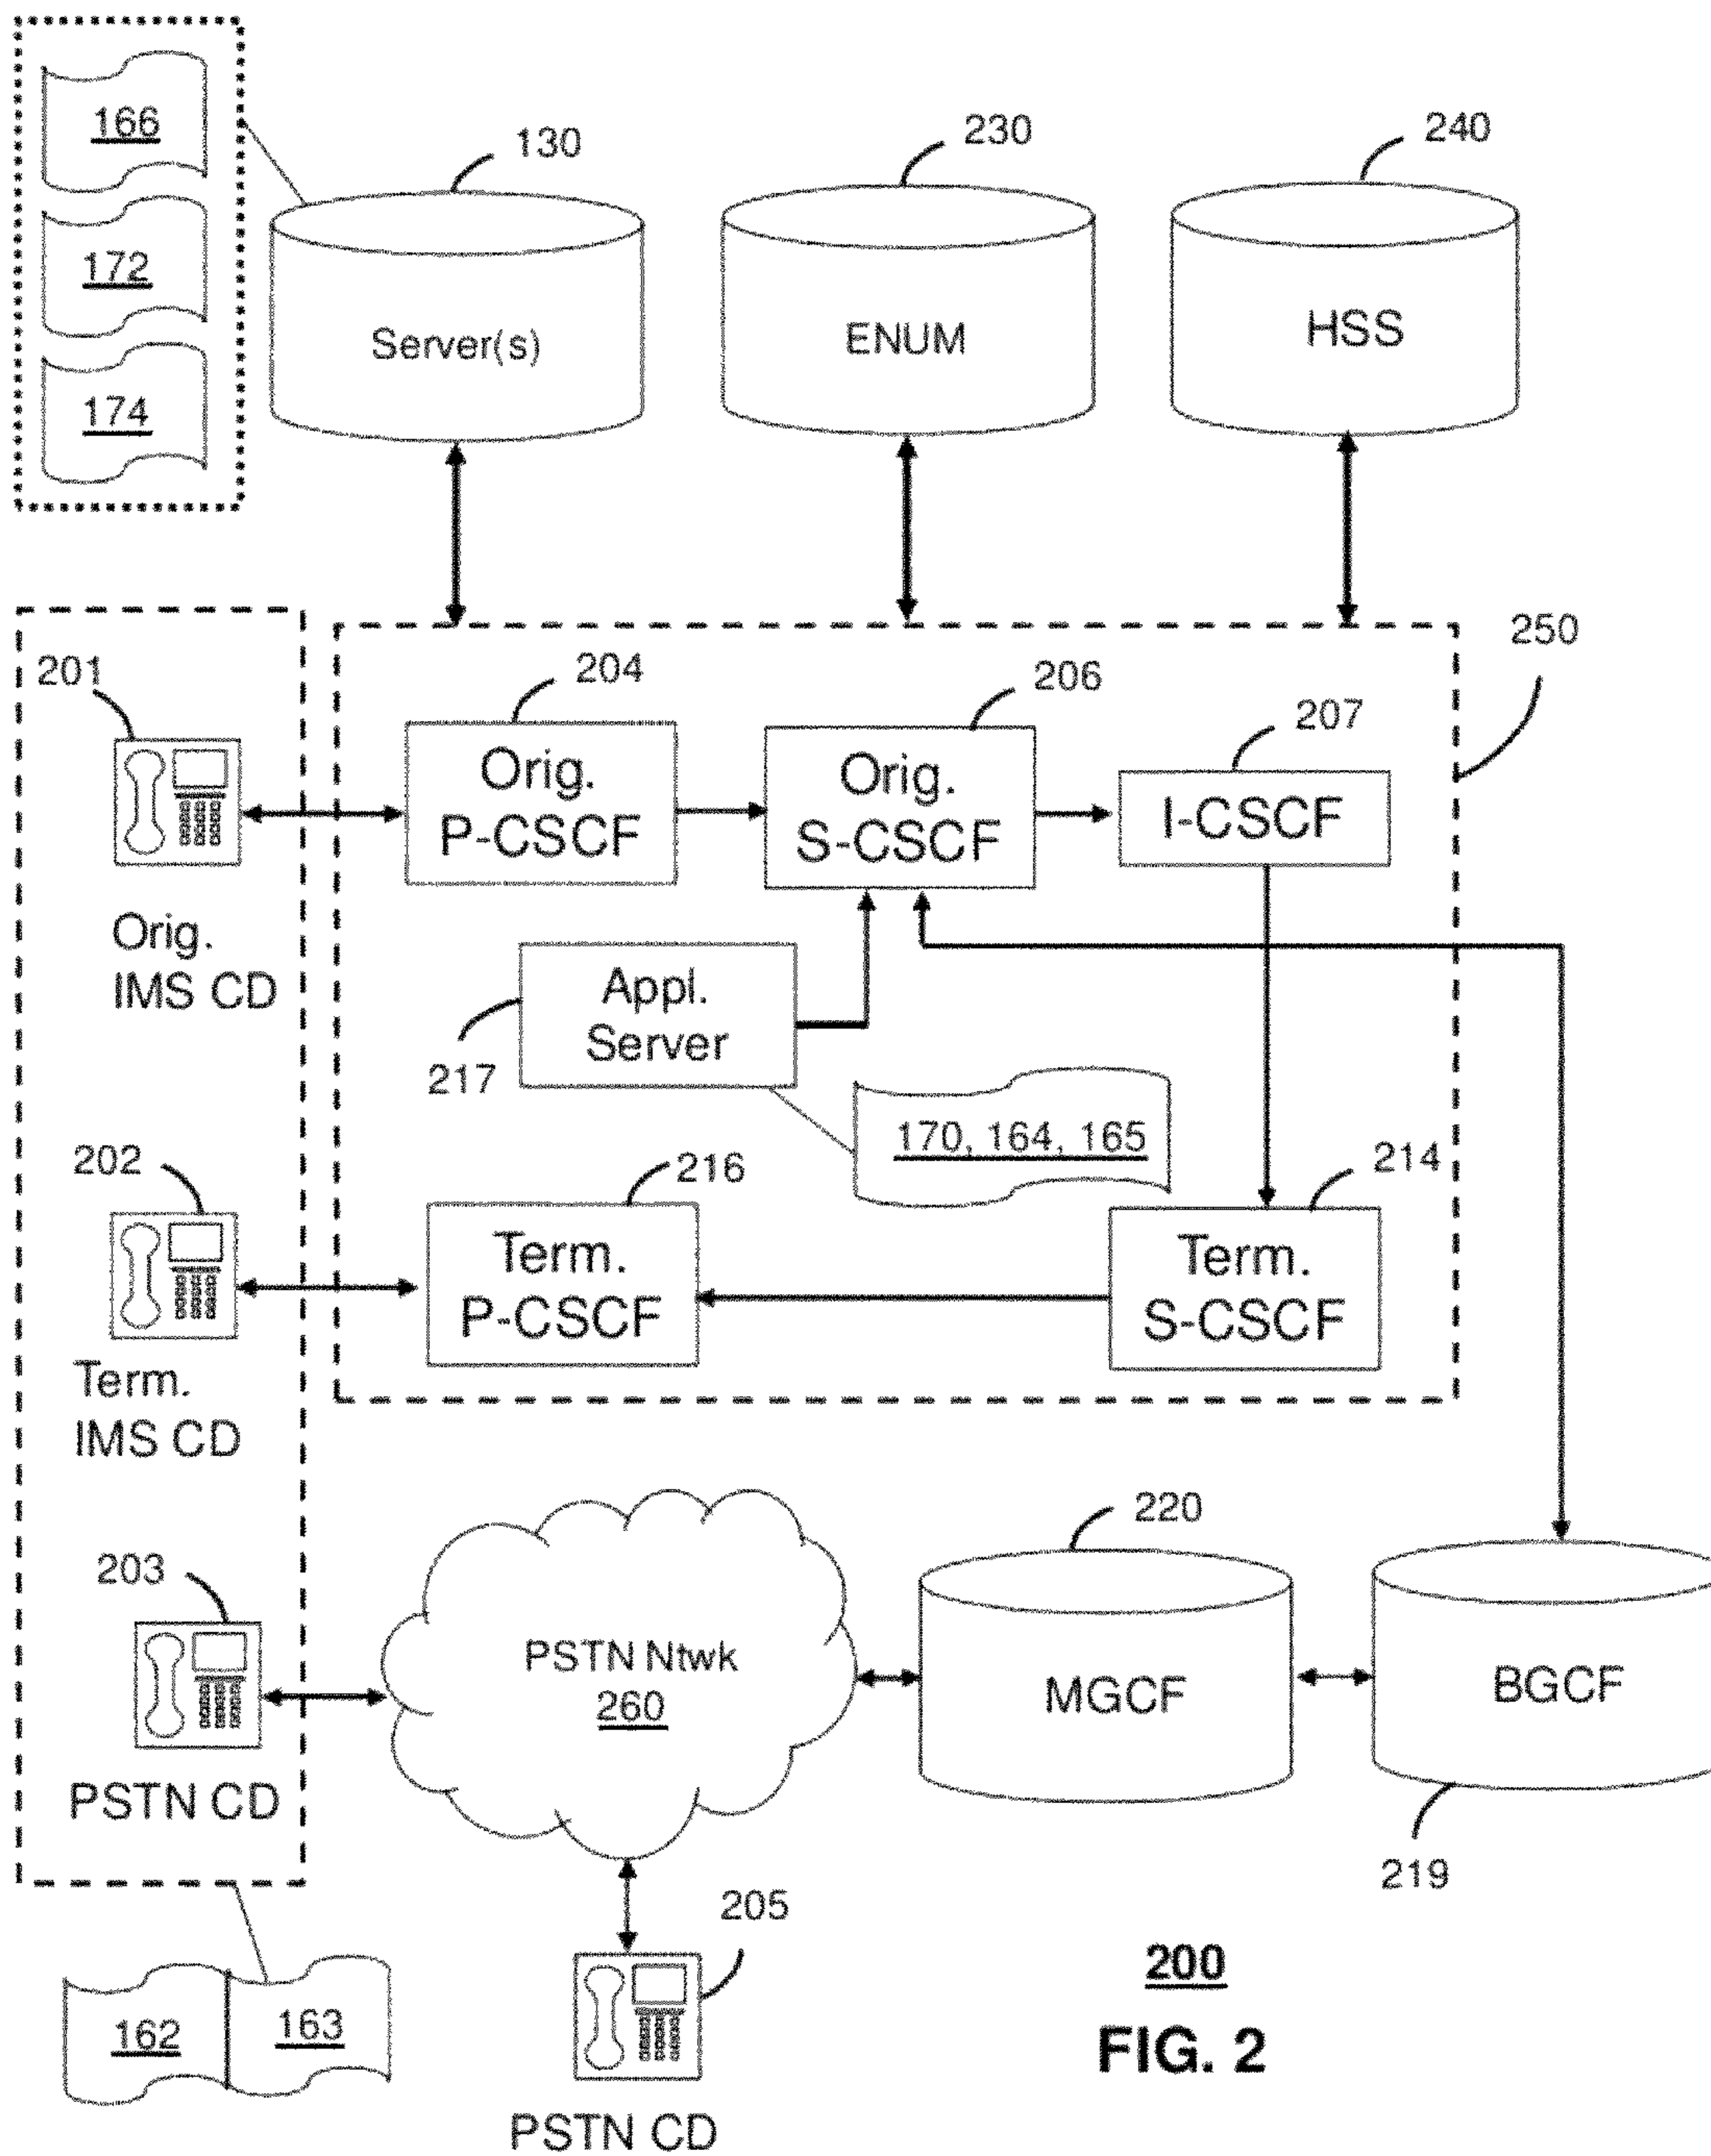 166
172
174
130
Server(s)
230
ENUM
240
HSS
250
201
Orig.
IMS CD
204
Orig.
P-CSCF
206
Orig.
S-CSCF
207
I-CSCF
Appl.
Server
217
170, 164, 165
202
Term.
IMS CD
216
Term.
P-CSCF
214
Term.
S-CSCF
203
PSTN CD
PSTN Ntwk
260
220
MGCF
BGCF
219
162
163
205
PSTN CD
200
FIG. 2